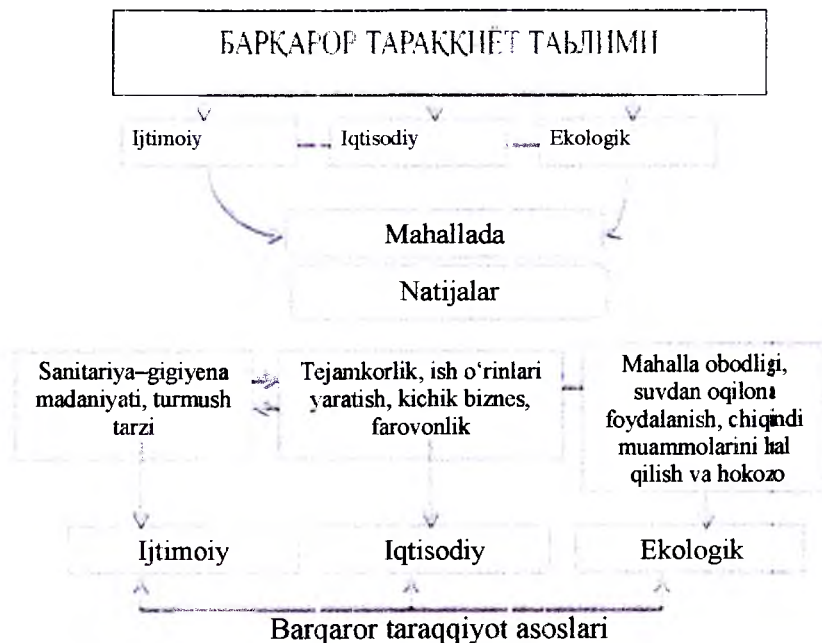 БАРҚАРОР ТАРАҚҚИЁТ ТАЪЛИМИ
Ijtimoiy
Iqtisodiy
Ekologik
Mahallada
Natijalar
Sanitariya–gigiyena
madaniyati, turmush
tarzi
Tejamkorlik, ish o‘rinlari
yaratish, kichik biznes,
farovonlik
Mahalla obodligi,
suvdan oqilona
foydalanish, chiqindi
muammolarini hal
qilish va hokozo
Ijtimoiy
Iqtisodiy
Ekologik
Barqaror taraqqiyot asoslari